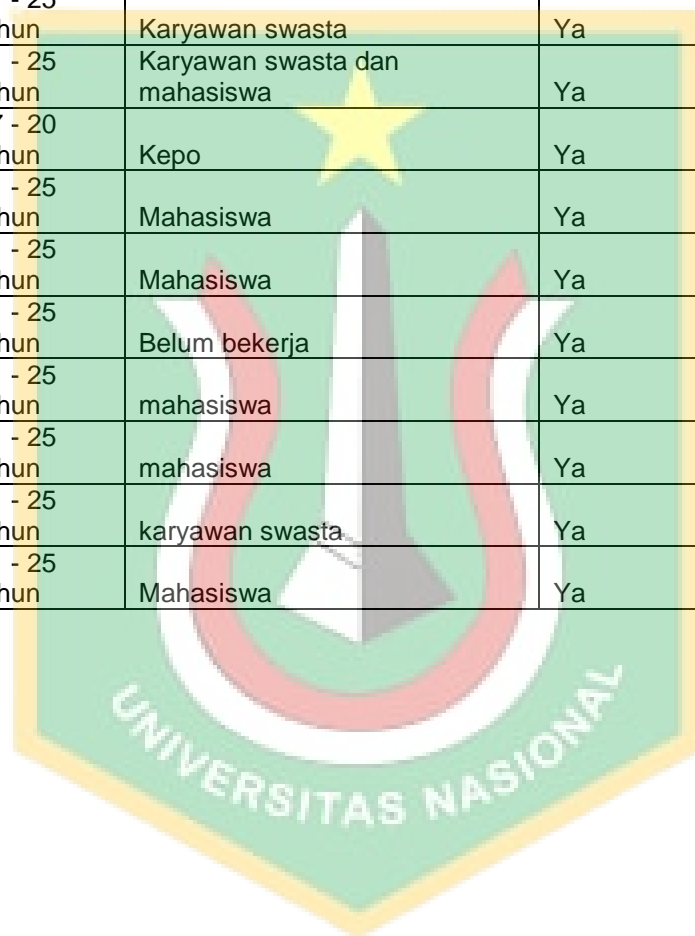 - 25
hun Karyawan swasta Ya
- 25 Karyawan swasta dan
hun mahasiswa Ya
- 20
hun Kepo Ya
- 25
hun Mahasiswa Ya
- 25
hun Mahasiswa Ya
- 25
hun Belum bekerja Ya
- 25
hun mahasiswa Ya
- 25
hun mahasiswa Ya
- 25
hun karyawan swasta Ya
- 25
hun Mahasiswa Ya
UNIVERSITAS NASIONAL